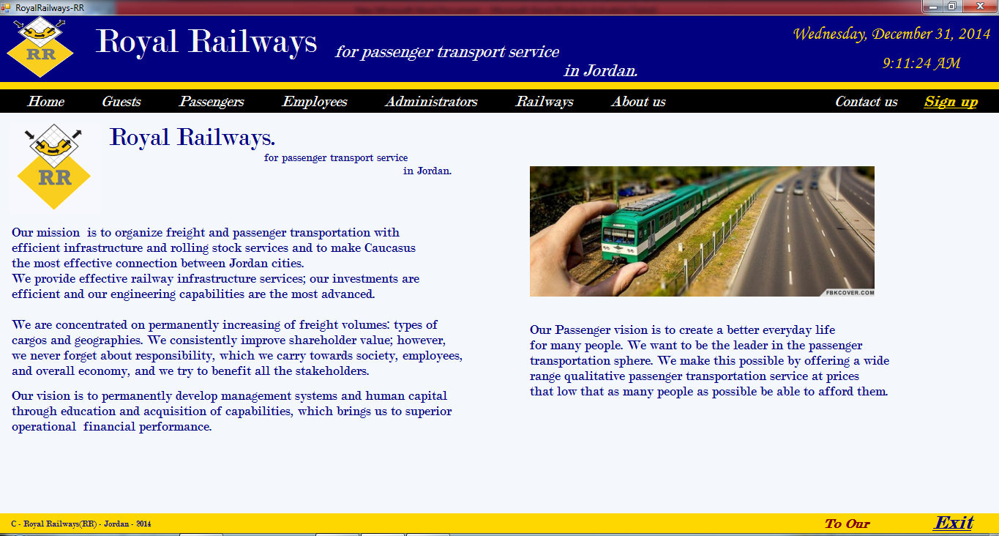 RoyalRailways-RR
RR
Royal Railways
for passenger transport service
in Jordan.
Wednesday, December 31, 2014
9:11:24 AM
Home Guests Passengers Employees Administrators Railways About us Contact us Sign up
RR
Royal Railways.
for passenger transport service
in Jordan.
Our mission  is to organize freight and passenger transportation with
efficient infrastructure and rolling stock services and to make Caucasus
the most effective connection between Jordan cities.
We provide effective railway infrastructure services; our investments are
efficient and our engineering capabilities are the most advanced.
We are concentrated on permanently increasing of freight volumes: types of
cargos and geographies. We consistently improve shareholder value; however,
we never forget about responsibility, which we carry towards society, employees,
and overall economy, and we try to benefit all the stakeholders.
Our vision is to permanently develop management systems and human capital
through education and acquisition of capabilities, which brings us to superior
operational  financial performance.
FBKCOVER.COM
Our Passenger vision is to create a better everyday life
for many people. We want to be the leader in the passenger
transportation sphere. We make this possible by offering a wide
range qualitative passenger transportation service at prices
that low that as many people as possible be able to afford them.
C - Royal Railways(RR) - Jordan - 2014
To Our
Exit